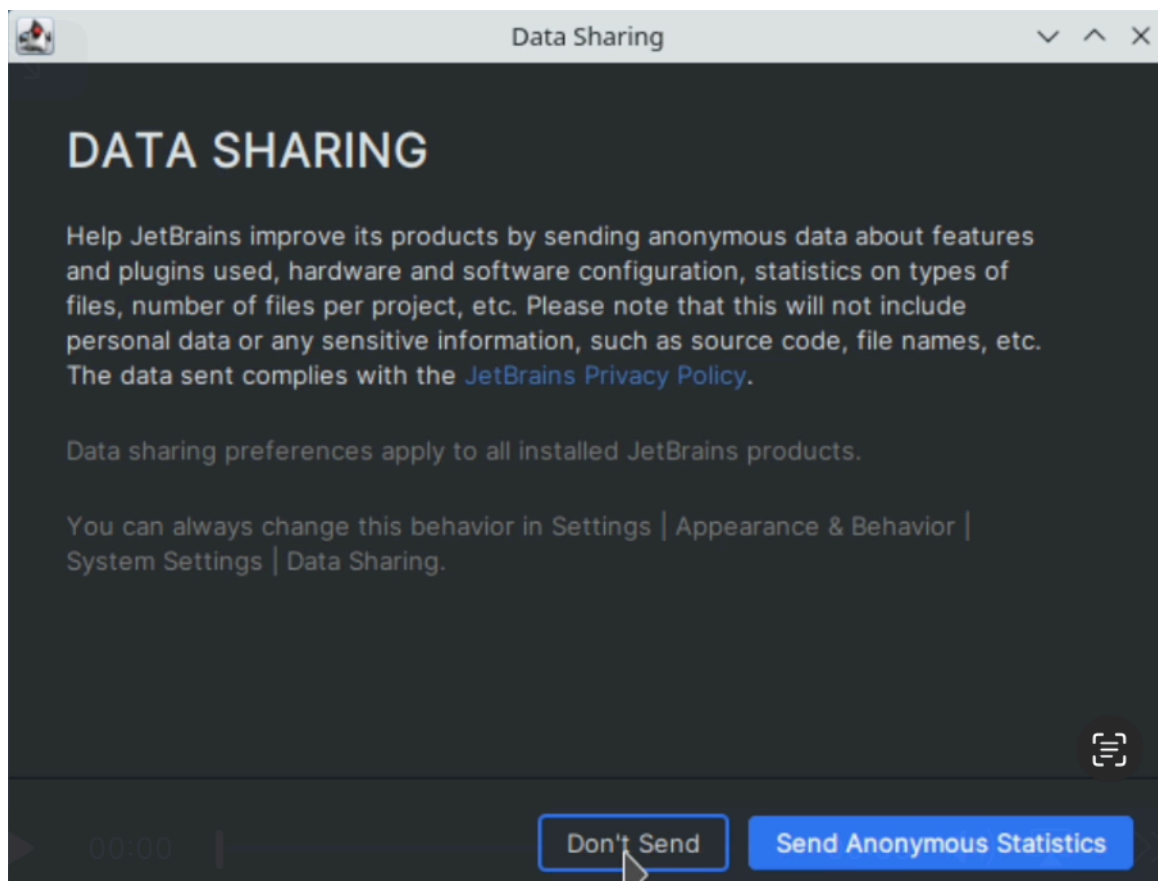 Data Sharing
DATA SHARING
Help JetBrains improve its products by sending anonymous data about features
and plugins used, hardware and software configuration, statistics on types of
files, number of files per project, etc. Please note that this will not include
personal data or any sensitive information, such as source code, file names, etc.
The data sent complies with the JetBrains Privacy Policy.
Data sharing preferences apply to all installed JetBrains products.
You can always change this behavior in Settings | Appearance & Behavior |
System Settings | Data Sharing.
00:00
Don't Send
Send Anonymous Statistics